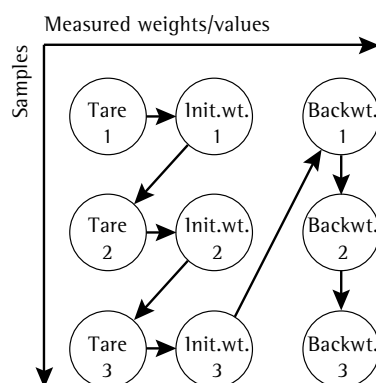 Measured weights/values
Samples
Tare
1
Init.wt.
1
Backwt.
1
Tare
2
Init.wt.
2
Backwt.
2
Tare
3
Init.wt.
3
Backwt.
3